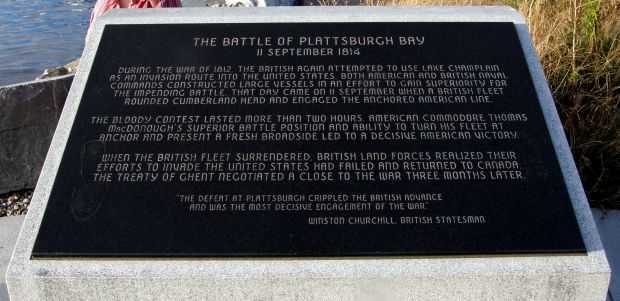 THE BATTLE OF PLATTSBURGH BAY
11 SEPTEMBER 1814
DURING THE WAR OF 1812, THE BRITISH AGAIN ATTEMPTED TO USE LAKE CHAMPLAIN
AS AN INVASION ROUTE INTO THE UNITED STATES. BOTH AMERICAN AND BRITISH NAVAL
COMMANDS CONSTRUCTED LARGE VESSELS IN AN EFFORT TO GAIN SUPERIORITY FOR
THE IMPENDING BATTLE. THAT DAY CAME ON 11 SEPTEMBER WHEN A BRITISH FLEET
ROUNDED CUMBERLAND HEAD AND ENGAGED THE ANCHORED AMERICAN LINE.
THE BLOODY CONTEST LASTED MORE THAN TWO HOURS. AMERICAN COMMODORE THOMAS
MACDONOUGH'S SUPERIOR BATTLE POSITION AND ABILITY TO TURN HIS FLEET AT
ANCHOR AND PRESENT A FRESH BROADSIDE LED TO A DECISIVE AMERICAN VICTORY.
WHEN THE BRITISH FLEET SURRENDERED, BRITISH LAND FORCES REALIZED THEIR
EFFORTS TO INVADE THE UNITED STATES HAD FAILED AND RETURNED TO CANADA.
THE TREATY OF GHENT NEGOTIATED A CLOSE TO THE WAR THREE MONTHS LATER.
"THE DEFEAT AT PLATTSBURGH CRIPPLED THE BRITISH ADVANCE
AND WAS THE MOST DECISIVE ENGAGEMENT OF THE WAR."
WINSTON CHURCHILL, BRITISH STATESMAN